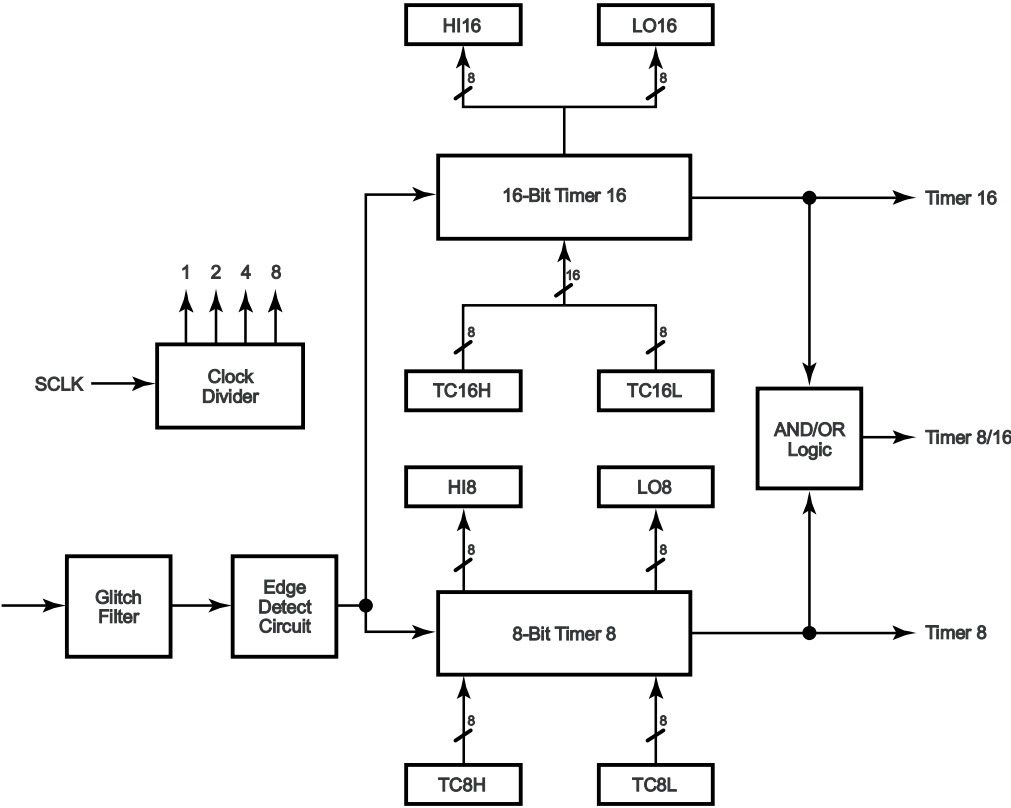 HI16
LO16
8
8
16-Bit Timer 16
Timer 16
16
1 2 4 8
8
8
SCLK
Clock
Divider
TC16H
TC16L
AND/OR
Logic
Timer 8/16
HI8
LO8
8
8
Glitch
Filter
Edge
Detect
Circuit
8-Bit Timer 8
Timer 8
8
8
TC8H
TC8L